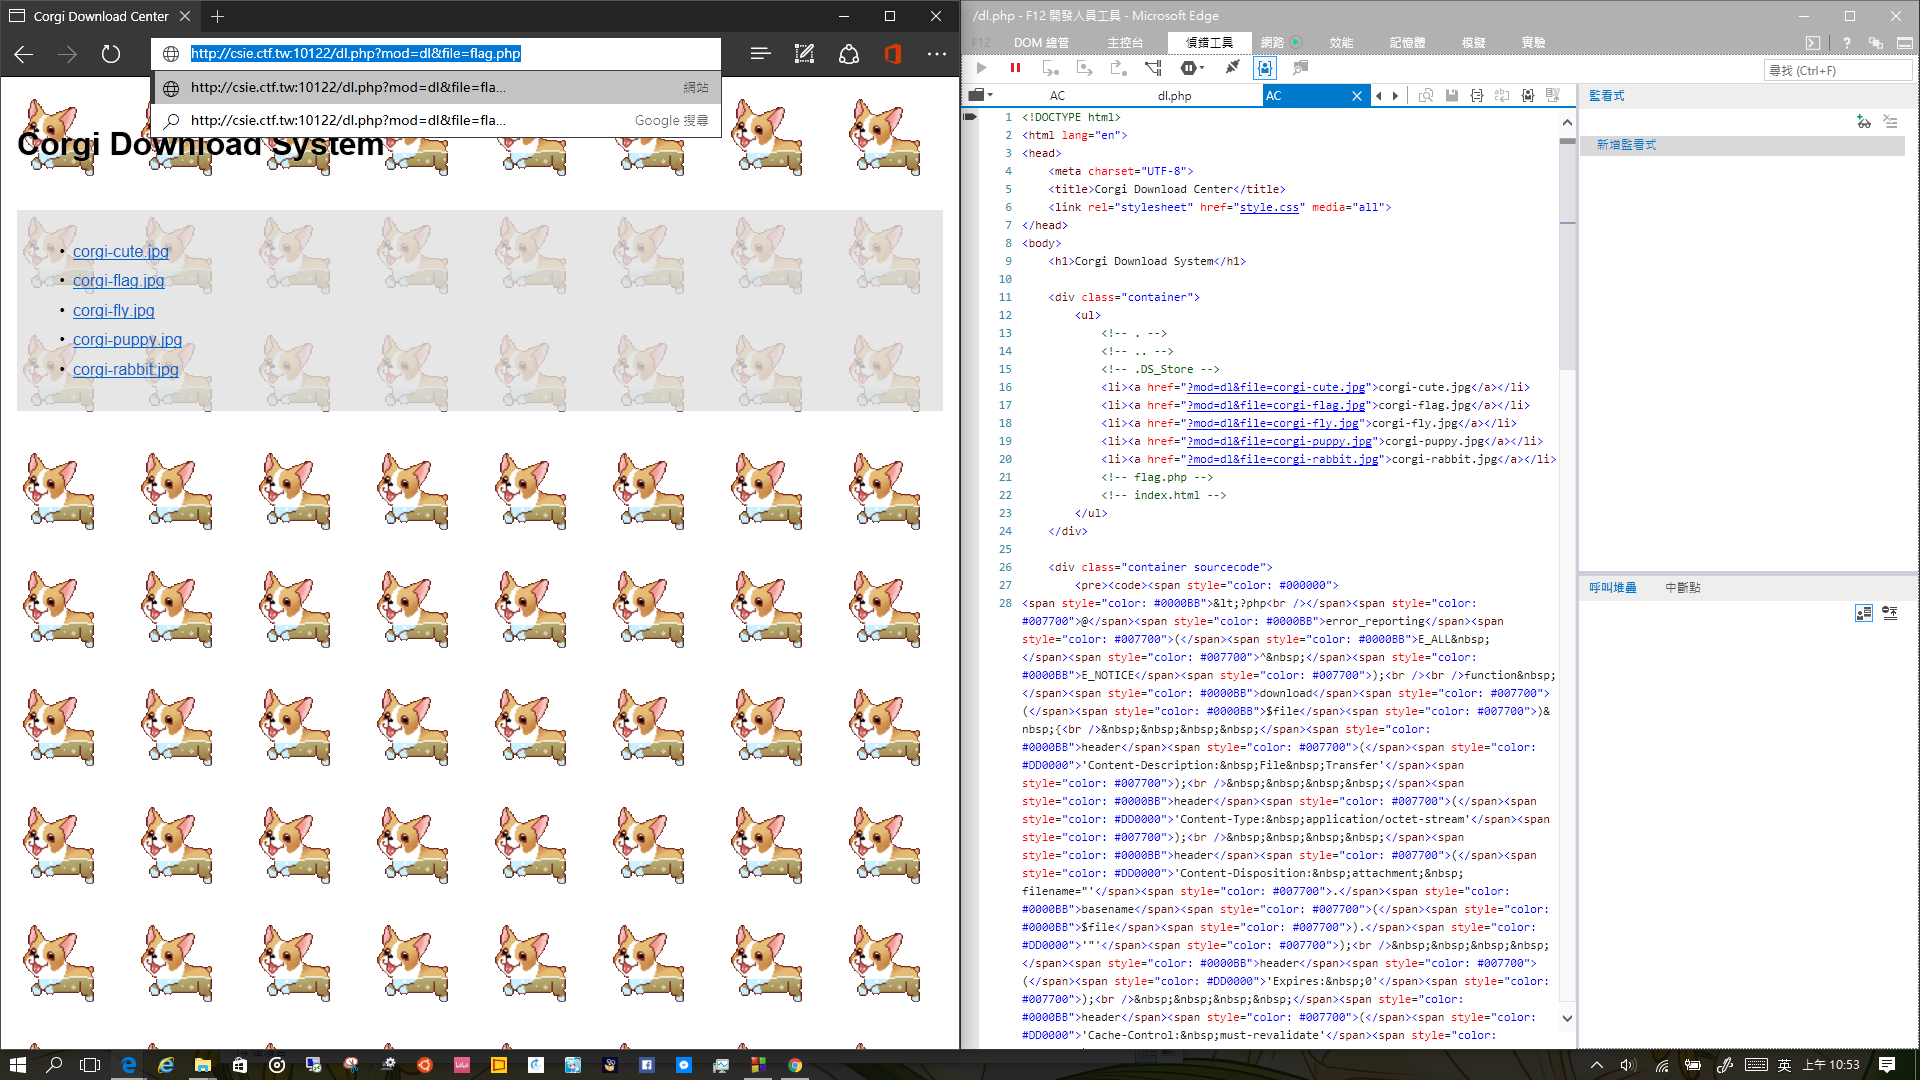 Corgi Download Center
http://csie.ctf.tw:10122/dl.php?mod=dl&file=flag.php
http://csie.ctf.tw:10122/dl.php?mod=dl&file=fla... 網站
http://csie.ctf.tw:10122/dl.php?mod=dl&file=fla... Google 搜尋
Corgi Download System
• corgi-cute.jpg
• corgi-flag.jpg
• corgi-fly.jpg
• corgi-puppy.jpg
• corgi-rabbit.jpg
/dl.php - F12 開發人員工具 - Microsoft Edge
F12 DOM 總管 主控台 偵錯工具 網路 效能 記憶體 模擬 實驗
尋找 (Ctrl+F)
AC dl.php AC
監看式
新增監看式
呼叫堆疊 中斷點
1 <!DOCTYPE html>
2 <html lang="en">
3 <head>
4 <meta charset="UTF-8">
5 <title>Corgi Download Center</title>
6 <link rel="stylesheet" href="style.css" media="all">
7 </head>
8 <body>
9 <h1>Corgi Download System</h1>
10
11 <div class="container">
12 <ul>
13 <!-- . -->
14 <!-- .. -->
15 <!-- .DS_Store -->
16 <li><a href="?mod=dl&file=corgi-cute.jpg">corgi-cute.jpg</a></li>
17 <li><a href="?mod=dl&file=corgi-flag.jpg">corgi-flag.jpg</a></li>
18 <li><a href="?mod=dl&file=corgi-fly.jpg">corgi-fly.jpg</a></li>
19 <li><a href="?mod=dl&file=corgi-puppy.jpg">corgi-puppy.jpg</a></li>
20 <li><a href="?mod=dl&file=corgi-rabbit.jpg">corgi-rabbit.jpg</a></li>
21 <!-- flag.php -->
22 <!-- index.html -->
23 </ul>
24 </div>
25
26 <div class="container sourcecode">
27 <pre><code><span style="color: #000000">
28 <span style="color: #0000BB">&lt;?php<br /></span><span style="color:
#007700">@</span><span style="color: #0000BB">error_reporting</span><span
style="color: #007700">(</span><span style="color: #0000BB">E_ALL&nbsp;
</span><span style="color: #007700">^&nbsp;</span><span style="color:
#0000BB">E_NOTICE</span><span style="color: #007700">);<br /><br />function&nbsp;
</span><span style="color: #0000BB">download</span><span style="color: #007700">
(</span><span style="color: #0000BB">$file</span><span style="color: #007700">)&
nbsp;{<br />&nbsp;&nbsp;&nbsp;&nbsp;</span><span style="color:
#0000BB">header</span><span style="color: #007700">(</span><span style="color:
#DD0000">'Content-Description:&nbsp;File&nbsp;Transfer'</span><span
style="color: #007700">);<br />&nbsp;&nbsp;&nbsp;&nbsp;</span><span
style="color: #0000BB">header</span><span style="color: #007700">(</span><span
style="color: #DD0000">'Content-Type:&nbsp;application/octet-stream'</span><span
style="color: #007700">);<br />&nbsp;&nbsp;&nbsp;&nbsp;</span><span
style="color: #0000BB">header</span><span style="color: #007700">(</span><span
style="color: #DD0000">'Content-Disposition:&nbsp;attachment;&nbsp;
filename="'</span><span style="color: #007700">.</span><span style="color:
#0000BB">basename</span><span style="color: #007700">(</span><span style="color:
#0000BB">$file</span><span style="color: #007700">).</span><span style="color:
#DD0000">'"'</span><span style="color: #007700">);<br />&nbsp;&nbsp;&nbsp;&nbsp;
</span><span style="color: #0000BB">header</span><span style="color: #007700">
(</span><span style="color: #DD0000">'Expires:&nbsp;0'</span><span style="color:
#007700">);<br />&nbsp;&nbsp;&nbsp;&nbsp;</span><span style="color:
#0000BB">header</span><span style="color: #007700">(</span><span style="color:
#DD0000">'Cache-Control:&nbsp;must-revalidate'</span><span style="color:
英 上午 10:53